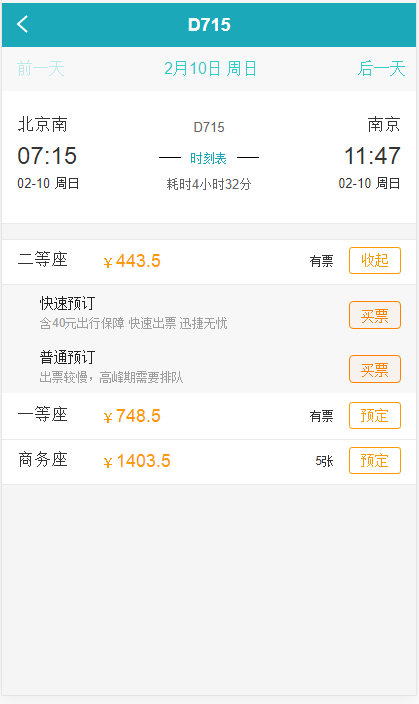 D715
前一天 2月10日 周日 后一天
北京南 D715 南京
07:15 时刻表 11:47
02-10 周日 耗时4小时32分 02-10 周日
二等座 ¥443.5 有票 收起
快速预订
含40元出行保障 快速出票 迅捷无忧
买票
普通预订
出票较慢，高峰期需要排队
买票
一等座 ¥748.5 有票 预定
商务座 ¥1403.5 5张 预定